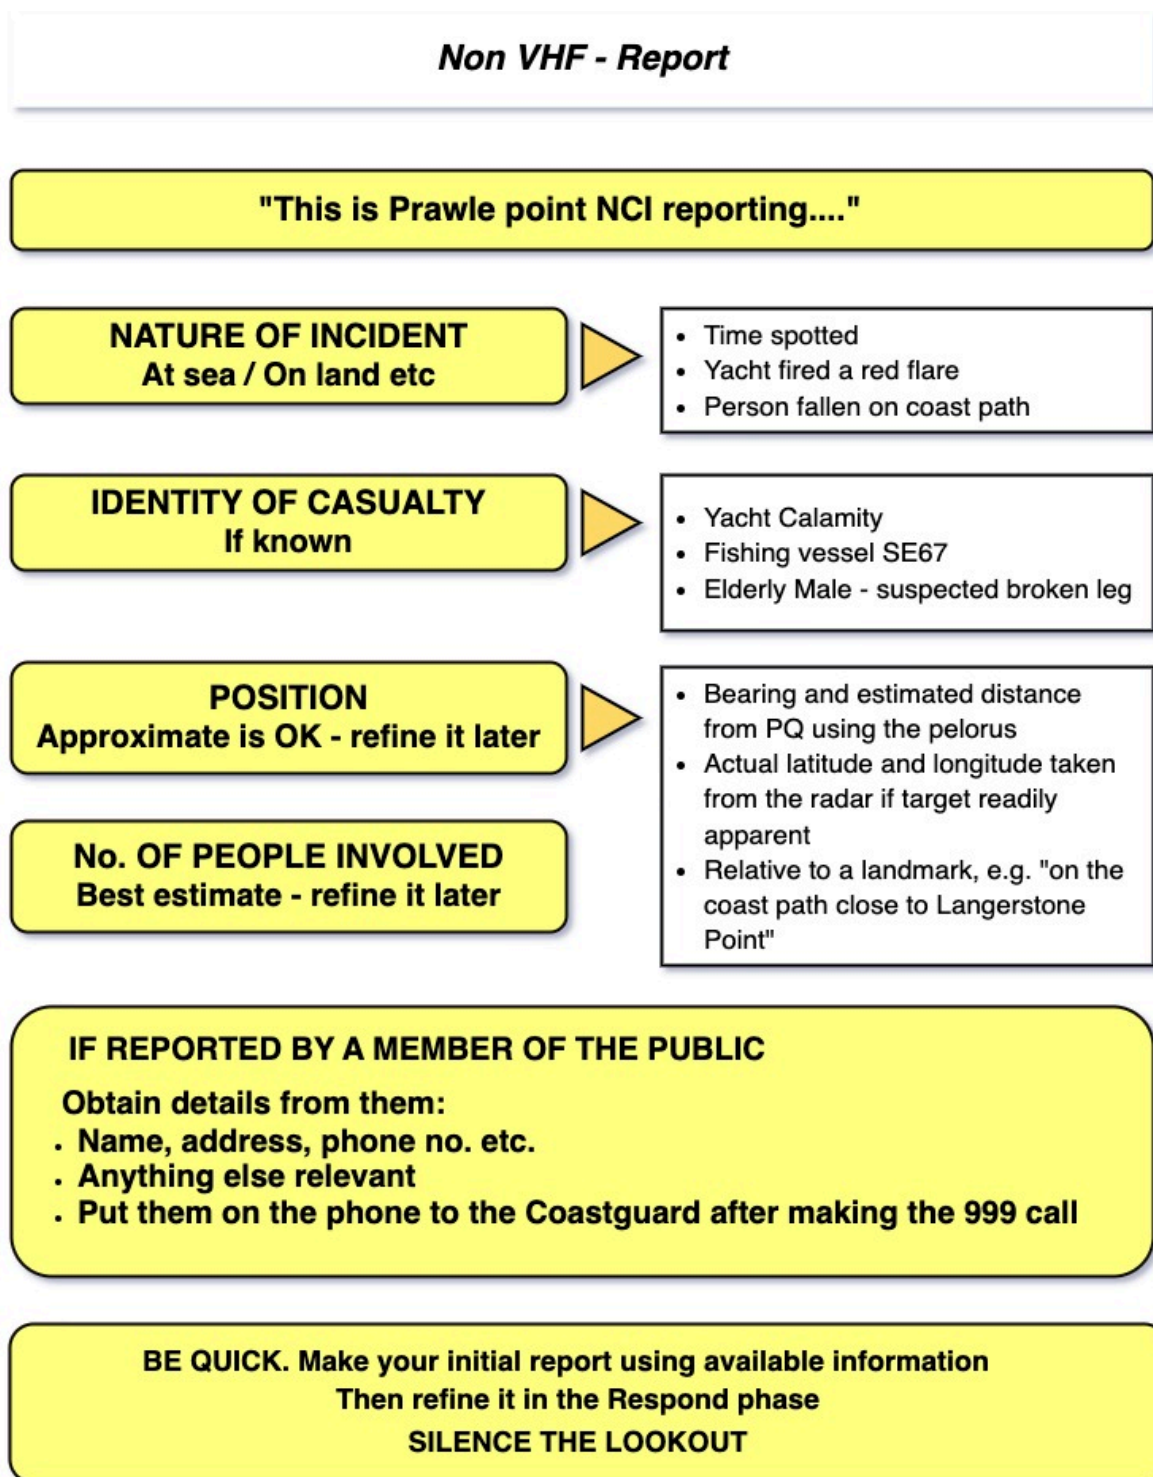 Non VHF - Report
"This is Prawle point NCI reporting...."
NATURE OF INCIDENT
At sea / On land etc
• Time spotted
• Yacht fired a red flare
• Person fallen on coast path
IDENTITY OF CASUALTY
If known
• Yacht Calamity
• Fishing vessel SE67
• Elderly Male - suspected broken leg
POSITION
Approximate is OK - refine it later
• Bearing and estimated distance
from PQ using the pelorus
• Actual latitude and longitude taken
from the radar if target readily
apparent
• Relative to a landmark, e.g. "on the
coast path close to Langerstone
Point"
No. OF PEOPLE INVOLVED
Best estimate - refine it later
IF REPORTED BY A MEMBER OF THE PUBLIC
Obtain details from them:
• Name, address, phone no. etc.
• Anything else relevant
• Put them on the phone to the Coastguard after making the 999 call
BE QUICK. Make your initial report using available information
Then refine it in the Respond phase
SILENCE THE LOOKOUT